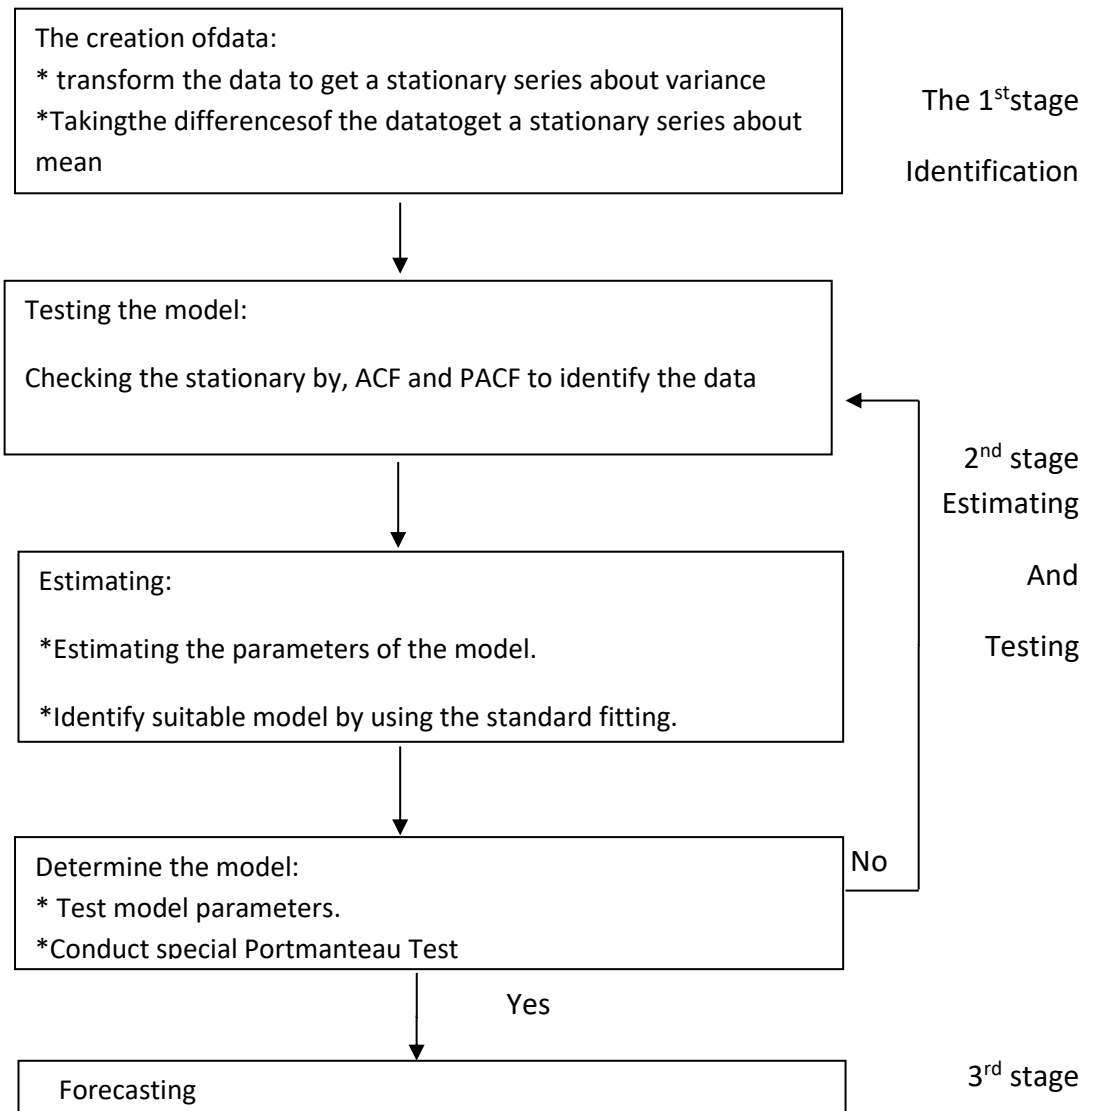 The creation ofdata:
* transform the data to get a stationary series about variance
*Takingthe differencesof the datatoget a stationary series about
mean
The 1ststage
Identification
Testing the model:
Checking the stationary by, ACF and PACF to identify the data
2nd stage
Estimating
And
Testing
Estimating:
*Estimating the parameters of the model.
*Identify suitable model by using the standard fitting.
Determine the model:
* Test model parameters.
*Conduct special Portmanteau Test
No
Yes
Forecasting
3rd stage